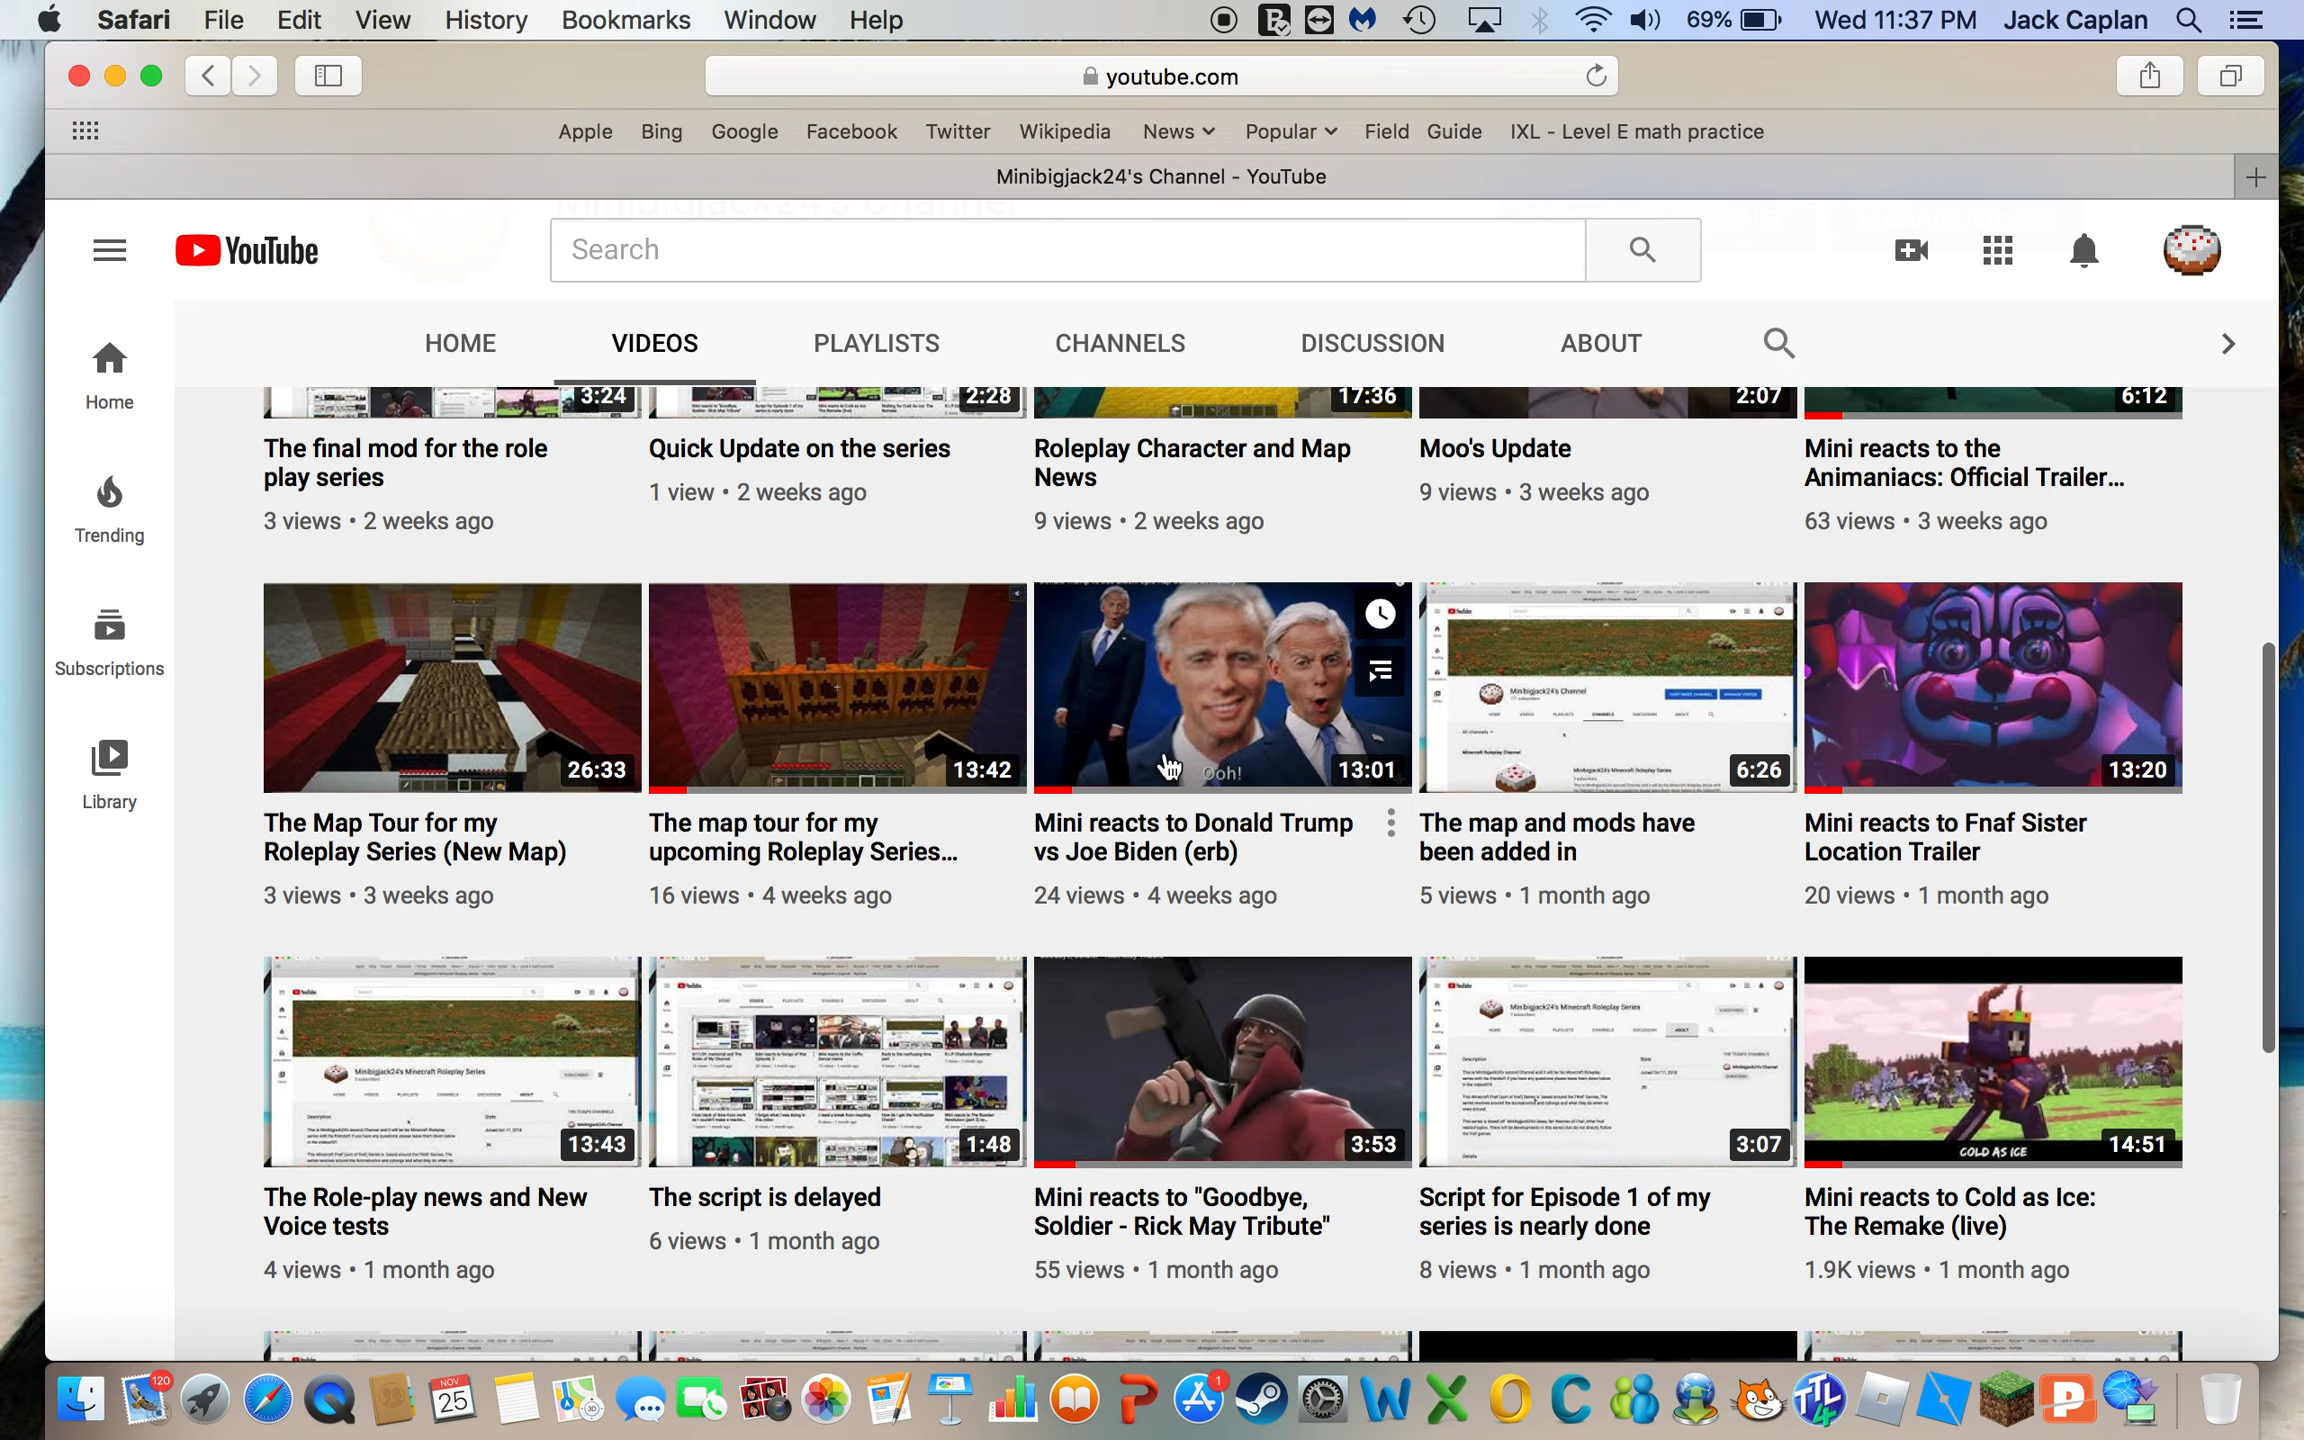 Safari File Edit View History Bookmarks Window Help 69% Wed 11:37 PM Jack Caplan
youtube.com
Apple Bing Google Facebook Twitter Wikipedia News Popular Field Guide IXL - Level E math practice
Minibigjack24's Channel - YouTube
YouTube Search
HOME VIDEOS PLAYLISTS CHANNELS DISCUSSION ABOUT
Home
Trending
Subscriptions
Library
3:24 2:28 17:36 2:07 6:12
The final mod for the role play series
3 views • 2 weeks ago
Quick Update on the series
1 view • 2 weeks ago
Roleplay Character and Map News
9 views • 2 weeks ago
Moo's Update
9 views • 3 weeks ago
Mini reacts to the Animaniacs: Official Trailer...
63 views • 3 weeks ago
Ooh!
26:33 13:42 13:01 6:26 13:20
The Map Tour for my Roleplay Series (New Map)
3 views • 3 weeks ago
The map tour for my upcoming Roleplay Series...
16 views • 4 weeks ago
Mini reacts to Donald Trump vs Joe Biden (erb)
24 views • 4 weeks ago
The map and mods have been added in
5 views • 1 month ago
Mini reacts to Fnaf Sister Location Trailer
20 views • 1 month ago
COLD AS ICE
13:43 1:48 3:53 3:07 14:51
The Role-play news and New Voice tests
4 views • 1 month ago
The script is delayed
6 views • 1 month ago
Mini reacts to "Goodbye, Soldier - Rick May Tribute"
55 views • 1 month ago
Script for Episode 1 of my series is nearly done
8 views • 1 month ago
Mini reacts to Cold as Ice: The Remake (live)
1.9K views • 1 month ago
120
NOV
25
1